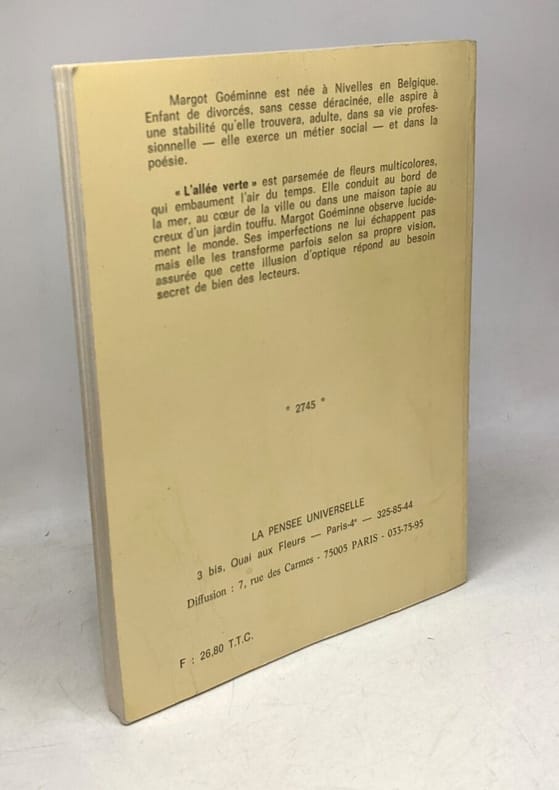 Margot Goéminne est née à Nivelles en Belgique.
Enfant de divorcés, sans cesse déracinée, elle aspire à
une stabilité qu'elle trouvera, adulte, dans sa vie profes-
sionnelle — elle exerce un métier social — et dans la
poésie.
« L'allée verte » est parsemée de fleurs multicolores,
qui embaument l'air du temps. Elle conduit au bord de
la mer, au cœur de la ville ou dans une maison tapie au
creux d'un jardin touffu. Margot Goéminne observe lucide-
ment le monde. Ses imperfections ne lui échappent pas
mais elle les transforme parfois selon sa propre vision,
assurée que cette illusion d'optique répond au besoin
secret de bien des lecteurs.
* 2745 *
LA PENSEE UNIVERSELLE
3 bis, Quai aux Fleurs — Paris-4e — 325-85-44
Diffusion : 7, rue des Carmes - 75005 PARIS - 033-75-95
F : 26,80 T.T.C.